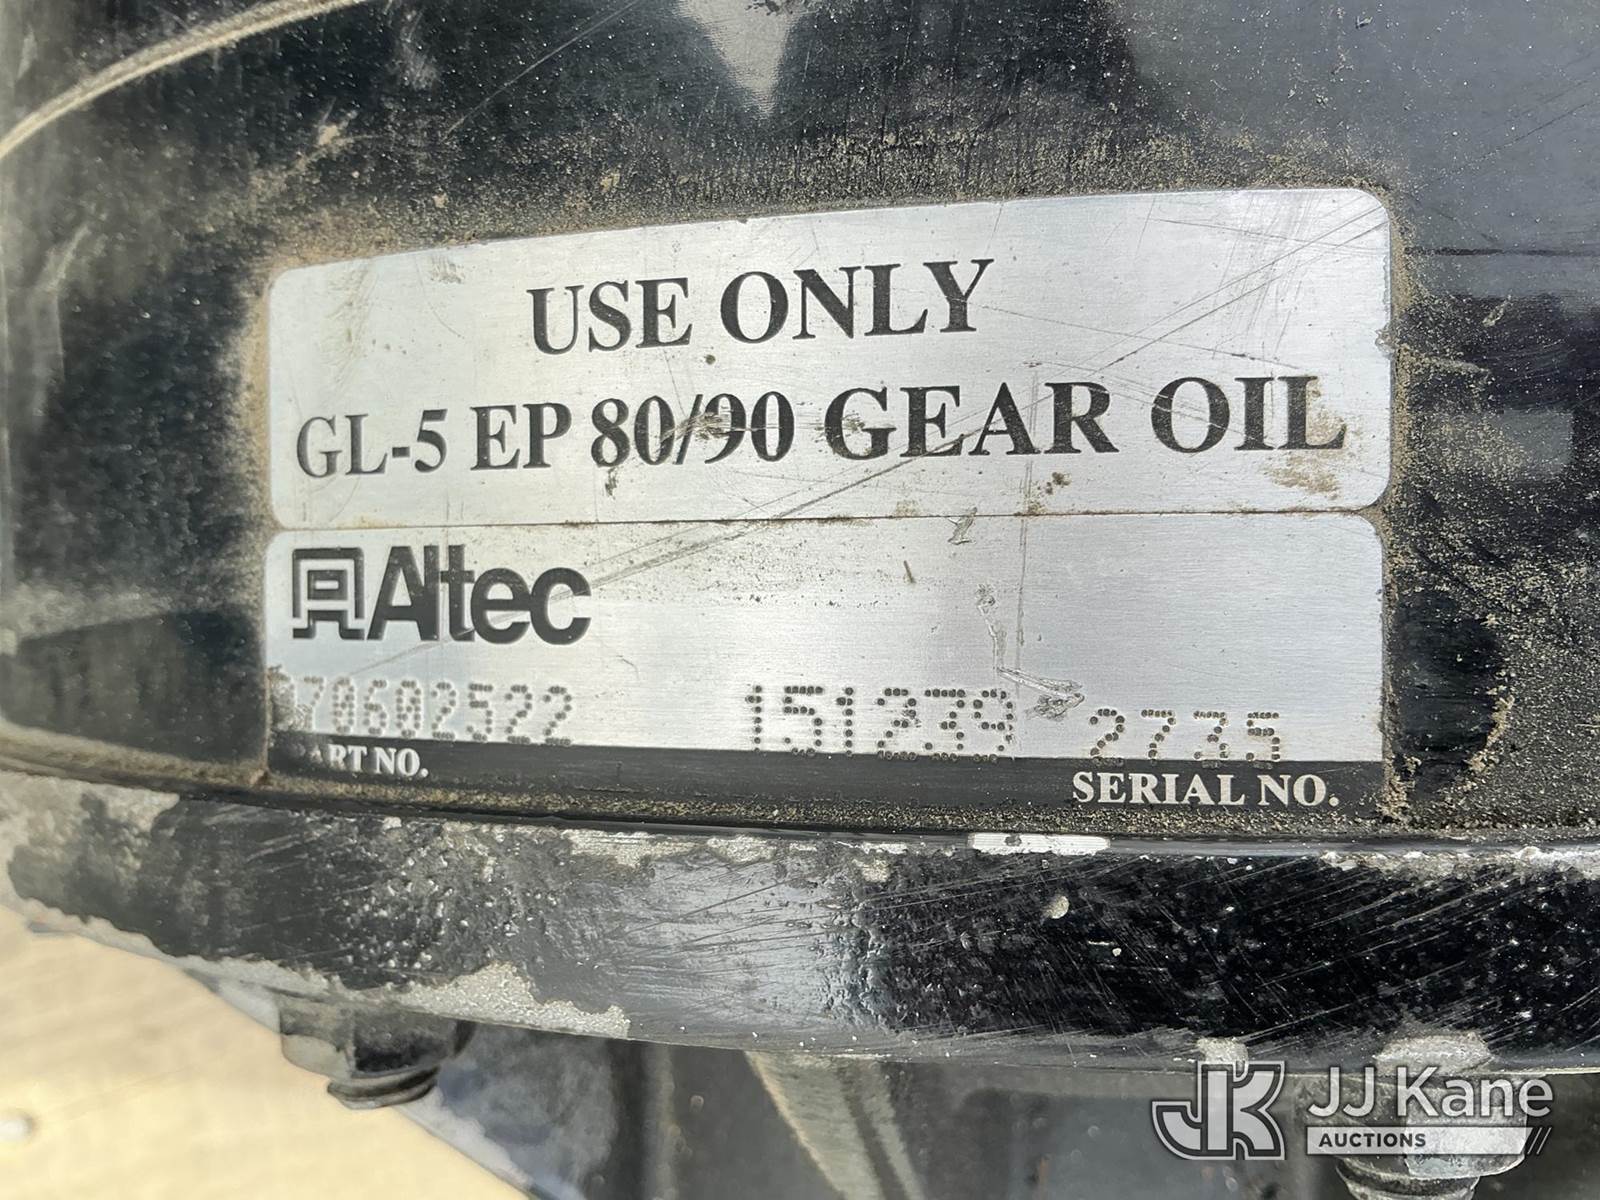 USE ONLY
GL-5 EP 80/90 GEAR OIL
Altec
970602522 151239 2735
PART NO. SERIAL NO.
JJ Kane
AUCTIONS